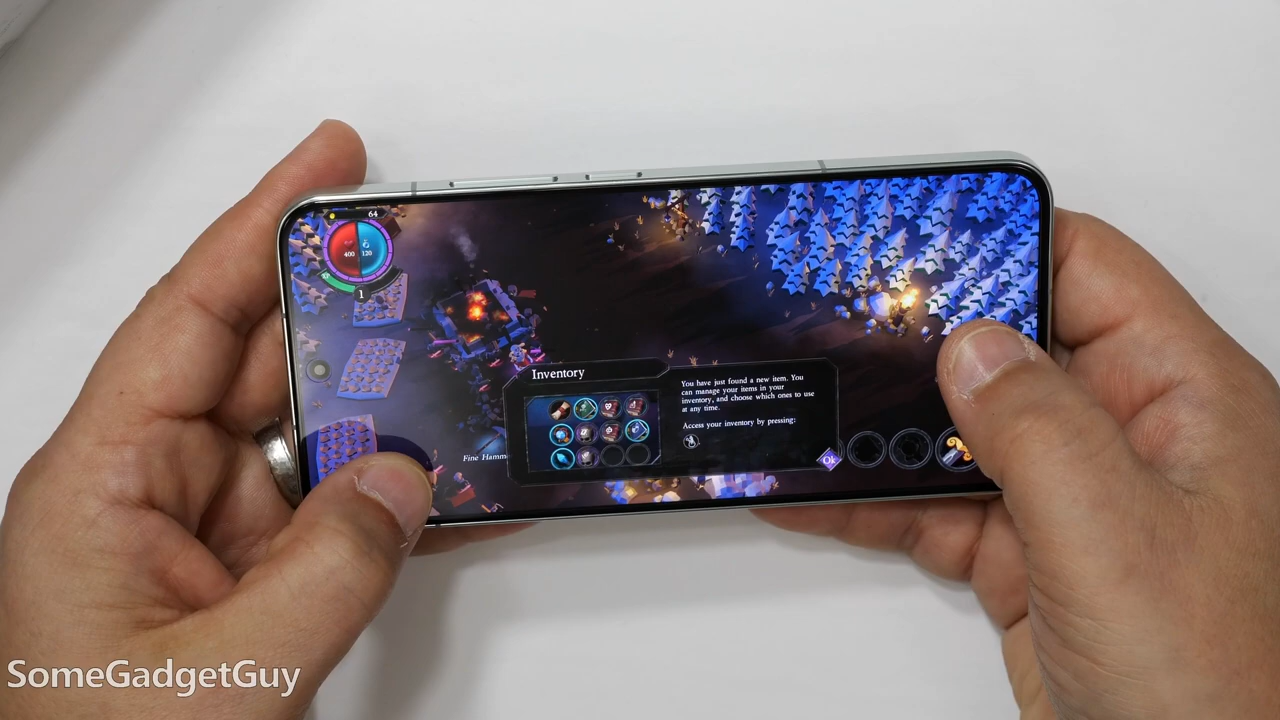 64
400
120
1
Inventory
You have just found a new item. You
can manage your items in your
inventory, and choose which ones to use
at any time.
Access your inventory by pressing:
Fine Hamm
Ok
SomeGadgetGuy